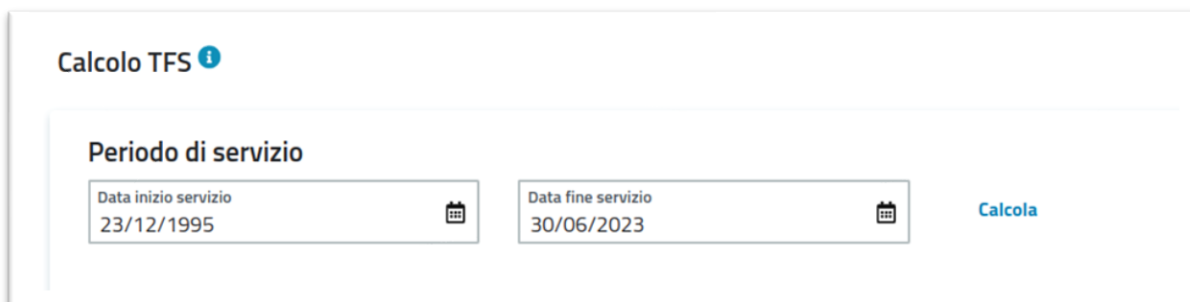 Calcolo TFS
Periodo di servizio
Data inizio servizio
23/12/1995
Data fine servizio
30/06/2023
Calcola